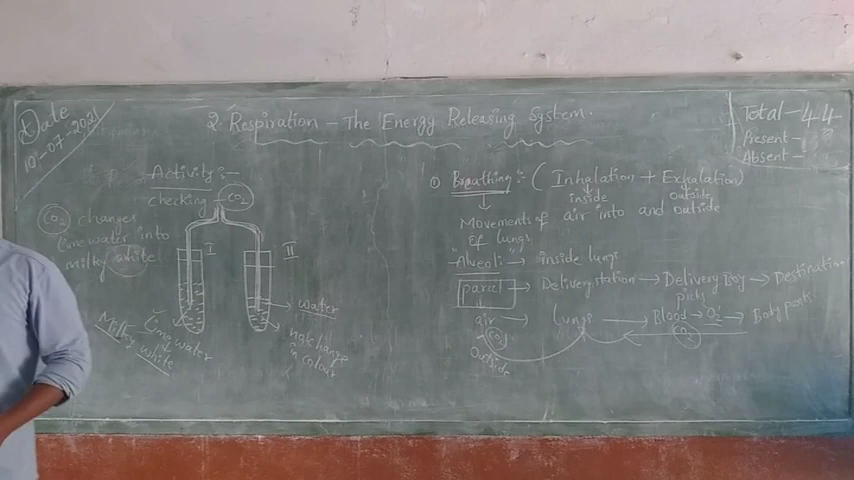 Date
10-07-2021
2. Respiration - The Energy Releasing System.
Total - 44
Present -
Absent -
Activity :-
checking - CO2
CO2 changes
limewater into
milky white
I
II
water
no change
in colour
Lime water
Milky white
① Breathing :- ( Inhalation + Exhalation)
inside outside
Movements of air into and outside
of lungs
"Alveoli" → inside lungs
parcel → Delivery station → Delivery Boy → Destination
picks
air → lungs → Blood → O2 → Body parts
CO2 CO2
Outside